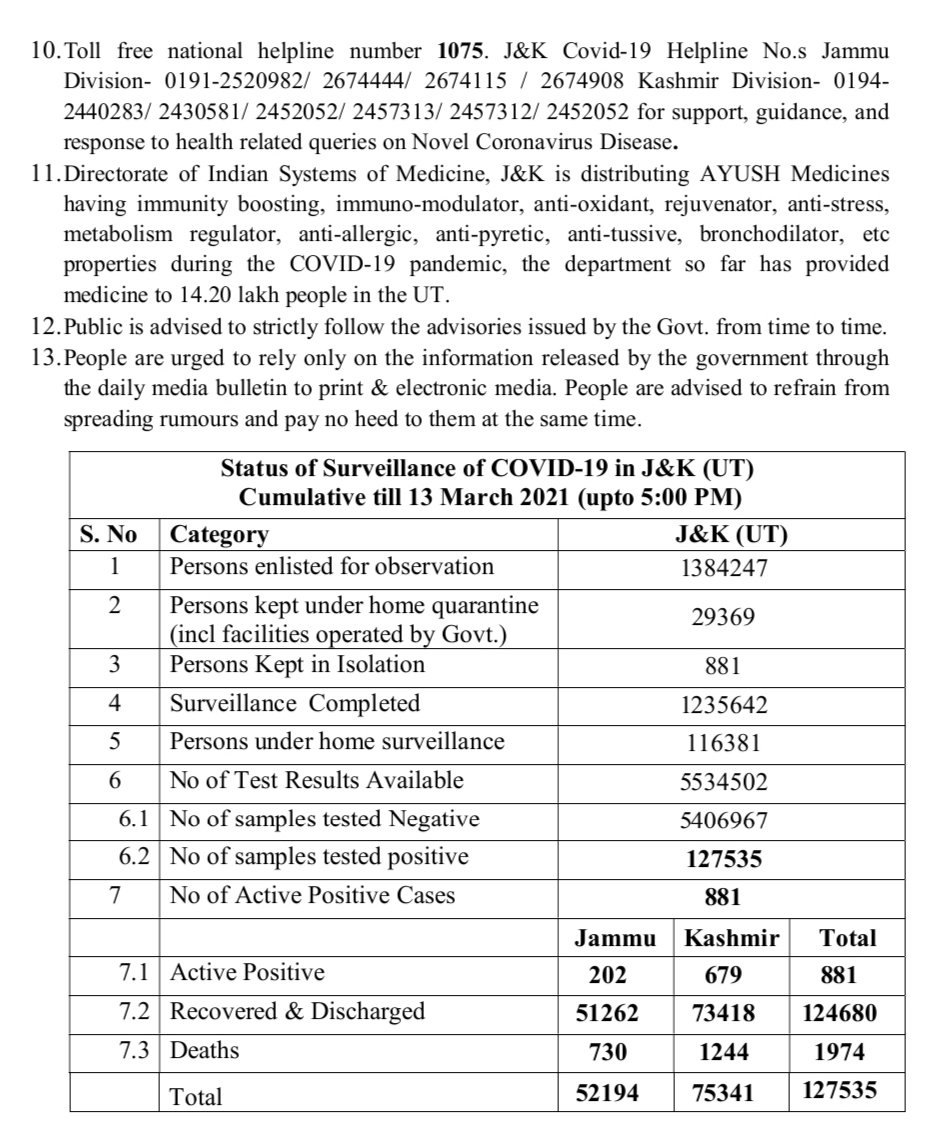 10. Toll free national helpline number 1075. J&K Covid-19 Helpline No.s Jammu
Division- 0191-2520982/ 2674444/ 2674115 / 2674908 Kashmir Division- 0194-
2440283/ 2430581/ 2452052/ 2457313/ 2457312/ 2452052 for support, guidance, and
response to health related queries on Novel Coronavirus Disease.
11. Directorate of Indian Systems of Medicine, J&K is distributing AYUSH Medicines
having immunity boosting, immuno-modulator, anti-oxidant, rejuvenator, anti-stress,
metabolism regulator, anti-allergic, anti-pyretic, anti-tussive, bronchodilator, etc
properties during the COVID-19 pandemic, the department so far has provided
medicine to 14.20 lakh people in the UT.
12. Public is advised to strictly follow the advisories issued by the Govt. from time to time.
13. People are urged to rely only on the information released by the government through
the daily media bulletin to print & electronic media. People are advised to refrain from
spreading rumours and pay no heed to them at the same time.
Status of Surveillance of COVID-19 in J&K (UT)
Cumulative till 13 March 2021 (upto 5:00 PM)
S. No Category J&K (UT)
1 Persons enlisted for observation 1384247
2 Persons kept under home quarantine
(incl facilities operated by Govt.) 29369
3 Persons Kept in Isolation 881
4 Surveillance Completed 1235642
5 Persons under home surveillance 116381
6 No of Test Results Available 5534502
6.1 No of samples tested Negative 5406967
6.2 No of samples tested positive 127535
7 No of Active Positive Cases 881
Jammu Kashmir Total
7.1 Active Positive 202 679 881
7.2 Recovered & Discharged 51262 73418 124680
7.3 Deaths 730 1244 1974
Total 52194 75341 127535